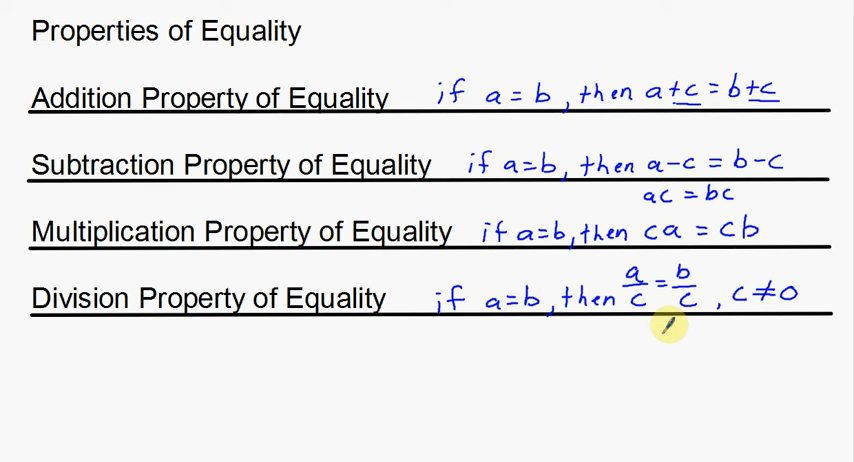 Properties of Equality
Addition Property of Equality if a = b, then a+c = b+c
Subtraction Property of Equality if a=b, then a-c = b-c
ac = bc
Multiplication Property of Equality if a=b, then ca = cb
Division Property of Equality if a=b, then a/c = b/c, c≠0